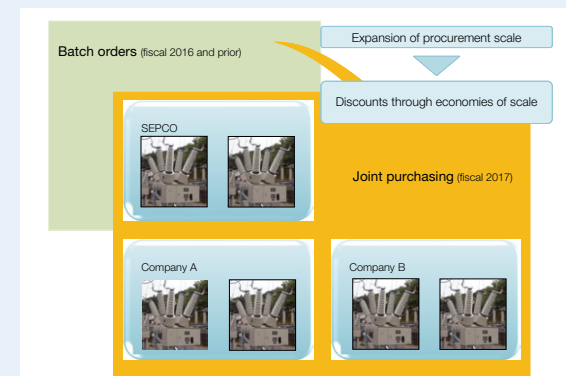 Batch orders (fiscal 2016 and prior)
Expansion of procurement scale
Discounts through economies of scale
SEPCO
Joint purchasing (fiscal 2017)
Company A
Company B